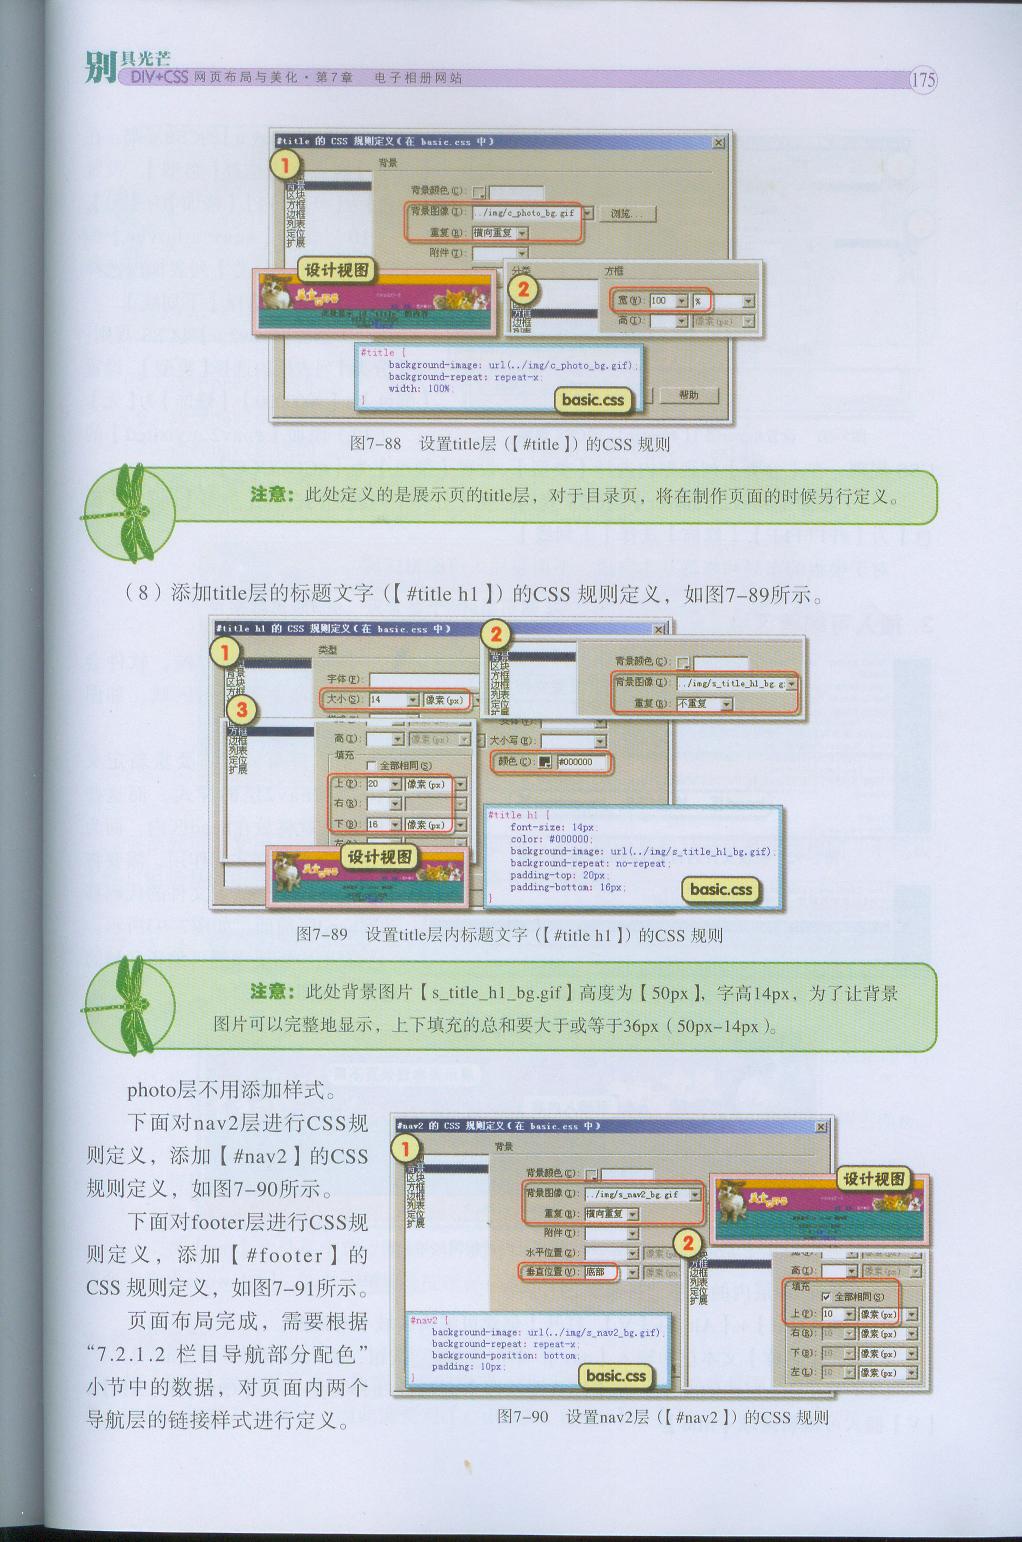 别具光芒
DIV+CSS 网页布局与美化·第7章 电子相册网站
175
#title 的 CSS 规则定义(在 basic.css 中)
1
背景
背景
区块
方框
边框
列表
定位
扩展
背景颜色(C):
背景图像(I): ../img/c_photo_bg.gif 浏览...
重复(R): 横向重复
附件(T):
设计视图
2
分类
方框
方框
边框
列表
宽(W): 100 %
高(I): 像素(px)
#title {
background-image: url(../img/c_photo_bg.gif);
background-repeat: repeat-x;
width: 100%;
}
basic.css
帮助
图7-88 设置title层(【#title】)的CSS 规则
注意：此处定义的是展示页的title层，对于目录页，将在制作页面的时候另行定义。
(8)添加title层的标题文字(【#title h1】)的CSS 规则定义，如图7-89所示。
#title h1 的 CSS 规则定义(在 basic.css 中)
1
类型
背景
区块
方框
字体(F):
大小(S): 14 像素(px)
2
背景
区块
方框
边框
列表
定位
扩展
背景颜色(C):
背景图像(I): ../img/s_title_h1_bg.g
重复(R): 不重复
3
方框
边框
列表
定位
扩展
高(I): 像素(px)
填充
全部相同(S)
上(P): 20 像素(px)
右(R):
下(B): 16 像素(px)
大小写(R):
颜色(C): #000000
设计视图
#title h1 {
font-size: 14px;
color: #000000;
background-image: url(../img/s_title_h1_bg.gif);
background-repeat: no-repeat;
padding-top: 20px;
padding-bottom: 16px;
}
basic.css
图7-89 设置title层内标题文字(【#title h1】)的CSS 规则
注意：此处背景图片【s_title_h1_bg.gif】高度为【50px】，字高14px，为了让背景
图片可以完整地显示，上下填充的总和要大于或等于36px(50px-14px)。
photo层不用添加样式。
下面对nav2层进行CSS规
则定义，添加【#nav2】的CSS
规则定义，如图7-90所示。
下面对footer层进行CSS规
则定义，添加【#footer】的
CSS 规则定义，如图7-91所示。
页面布局完成，需要根据
“7.2.1.2 栏目导航部分配色”
小节中的数据，对页面内两个
导航层的链接样式进行定义。
#nav2 的 CSS 规则定义(在 basic.css 中)
1
背景
背景
区块
方框
边框
列表
定位
扩展
背景颜色(C):
背景图像(I): ../img/s_nav2_bg.gif
重复(R): 横向重复
附件(T):
水平位置(Z):
垂直位置(V): 底部
设计视图
2
区块
方框
边框
列表
定位
扩展
高(I): 像素(px)
填充
全部相同(S)
上(P): 10 像素(px)
右(R): 10 像素(px)
下(B): 10 像素(px)
左(L): 10 像素(px)
#nav2 {
background-image: url(../img/s_nav2_bg.gif);
background-repeat: repeat-x;
background-position: bottom;
padding: 10px;
}
basic.css
图7-90 设置nav2层(【#nav2】)的CSS 规则